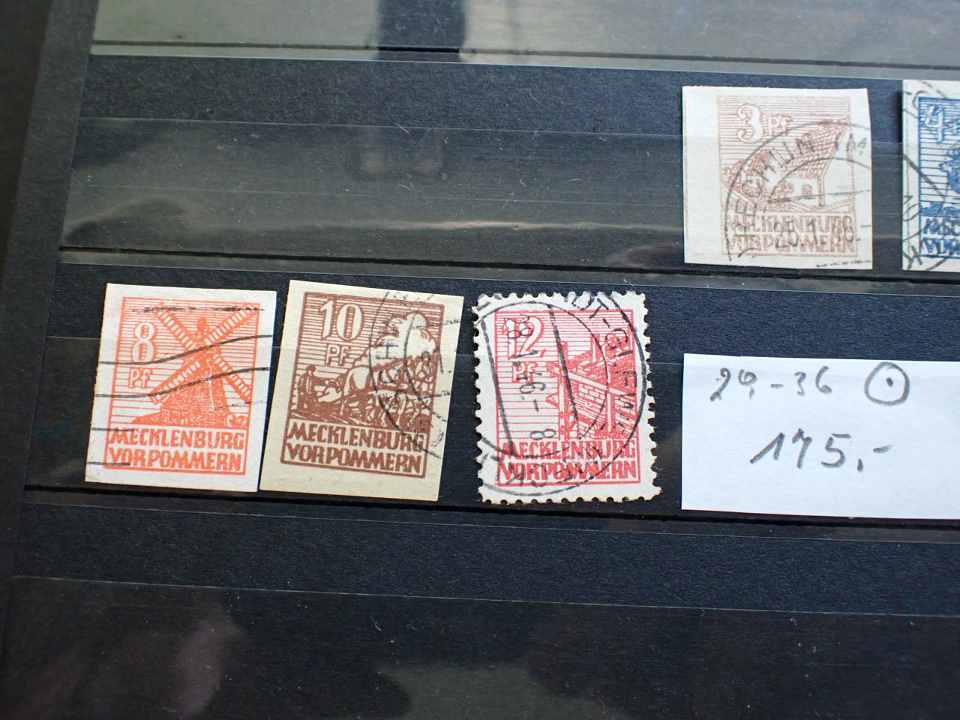 3 PF
MECKLENBURG
VORPOMMERN
4
8
PF
MECKLENBURG
VORPOMMERN
10
PF
MECKLENBURG
VORPOMMERN
12
PF
MECKLENBURG
VORPOMMERN
29-36 ⊙
175,-